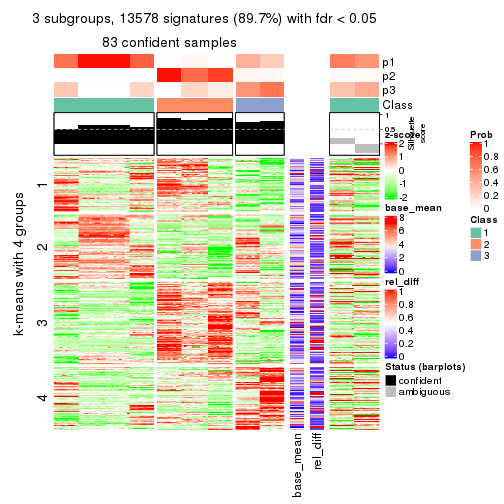 3 subgroups, 13578 signatures (89.7%) with fdr < 0.05
83 confident samples
p1
p2
p3
Class
1
0.5
0
Silhouette
score
k-means with 4 groups
1
2
3
4
base_mean
rel_diff
z-score
2
1
0
-1
-2
base_mean
8
6
4
2
0
rel_diff
1
0.8
0.6
0.4
0.2
0
Status (barplots)
confident
ambiguous
Prob
1
0.8
0.6
0.4
0.2
0
Class
1
2
3